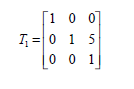 1 0 0
T₁ = 0 1 5
0 0 1